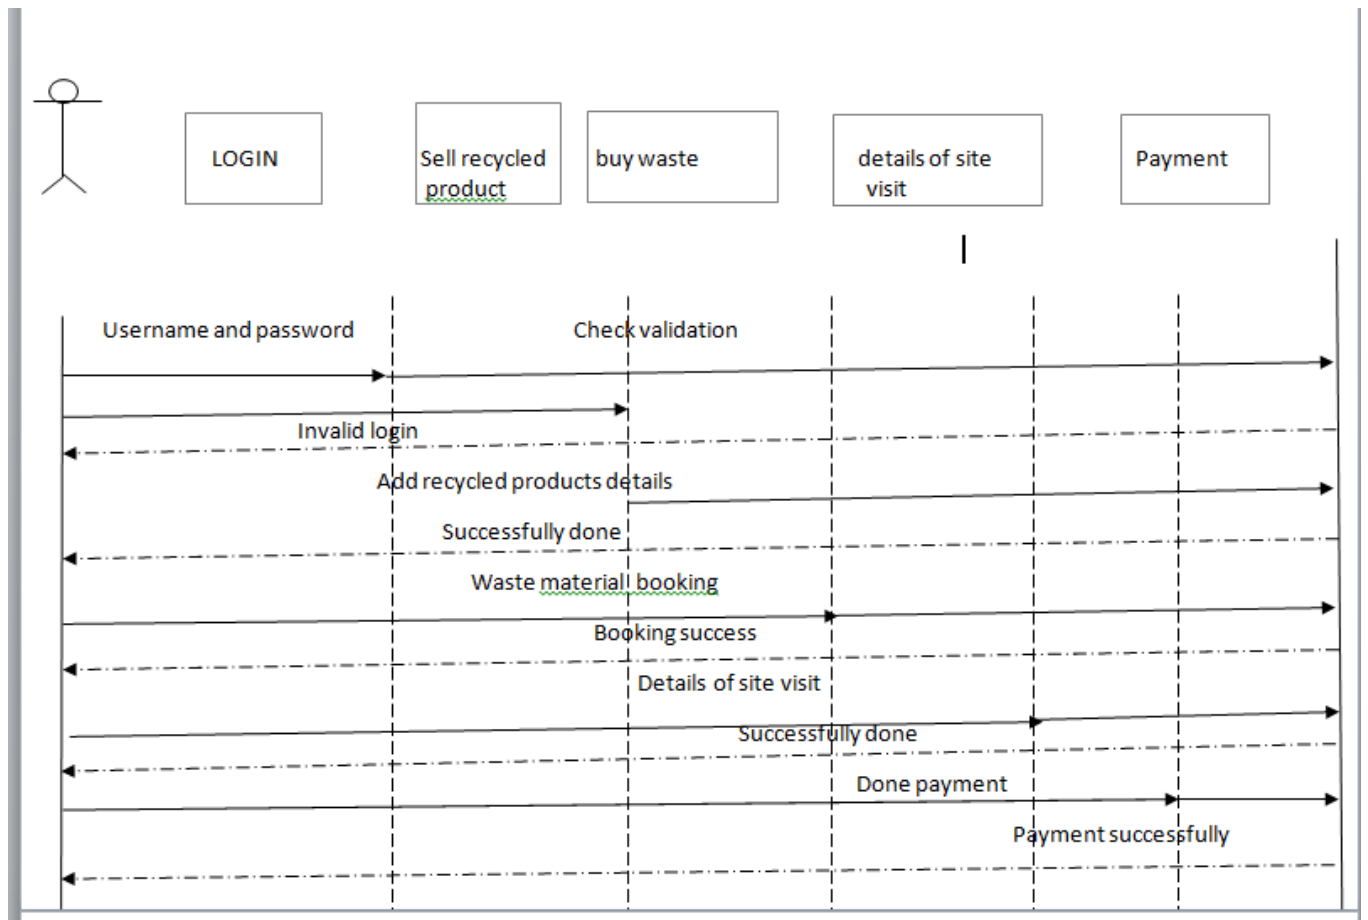 LOGIN
Sell recycled
product
buy waste
details of site
visit
Payment
Username and password
Check validation
Invalid login
Add recycled products details
Successfully done
Waste material booking
Booking success
Details of site visit
Successfully done
Done payment
Payment successfully